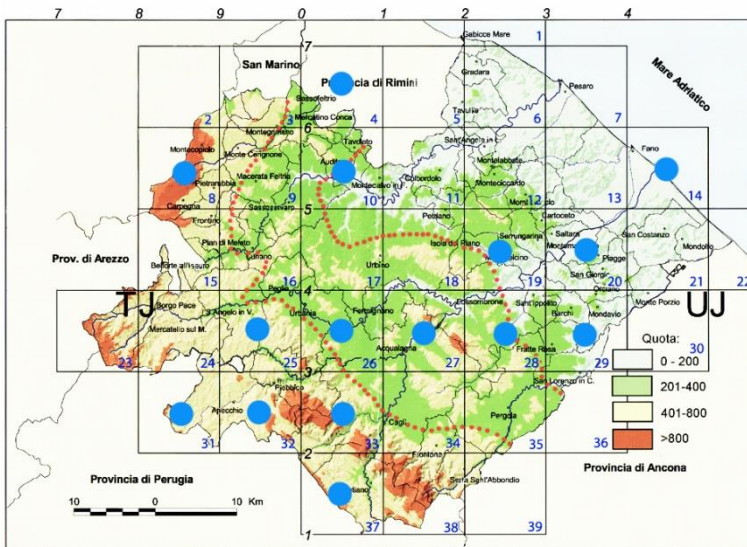 7 8 9 0 1 2 3 4
Gabicce Mare
7
1
San Marino
Gradara
Provincia di Rimini
Mare Adriatico
Pesaro
Sassofeltrio
Tavullia
Mercatino Conca
2 3 4 5 6 7
Montegrimano
6
Tavoleto
Sant'Angelo in L.
Fano
Montecopiolo
Monte Cerignone
Montelabbate
Pietrarubbia
Macerata Feltria
Colbordolo
Montecalvo in F.
Monteciccardo
8 9 10 11 12 13 14
Carpegna
Sassocorvaro
5
Petriano
Cartoceto
Frontino
Serrungarina
Saltara
San Costanzo
Pian di Meleto
Isola del Piano
Mondolfo
Lunano
Piagge
Prov. di Arezzo
Urbino
San Giorgio
Belforte all'Isauro
15 16 17 18 19 20 21 22
Peglio
Orciano
4
TJ
UJ
Borgo Pace
Fossombrone
Sant'Ippolito
Monte Porzio
S.Angelo in V.
Urbania
Fermignano
Barchi
Mondavio
Mercatello sul M.
Acqualagna
Quota:
Fratte Rosa
23 24 25 26 27 28 29 30
0 - 200
3
San Lorenzo in C.
Piobbico
201-400
Apecchio
401-800
Cagli
Pergola
31 32 33 34 35 36
>800
2
Frontone
Provincia di Perugia
Serra Sant'Abbondio
Provincia di Ancona
10 0 10 Km
37 38 39
1